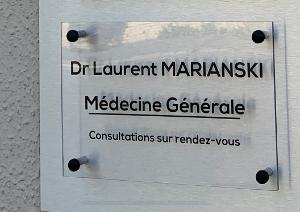 Dr Laurent MARIANSKI
Médecine Générale
Consultations sur rendez-vous